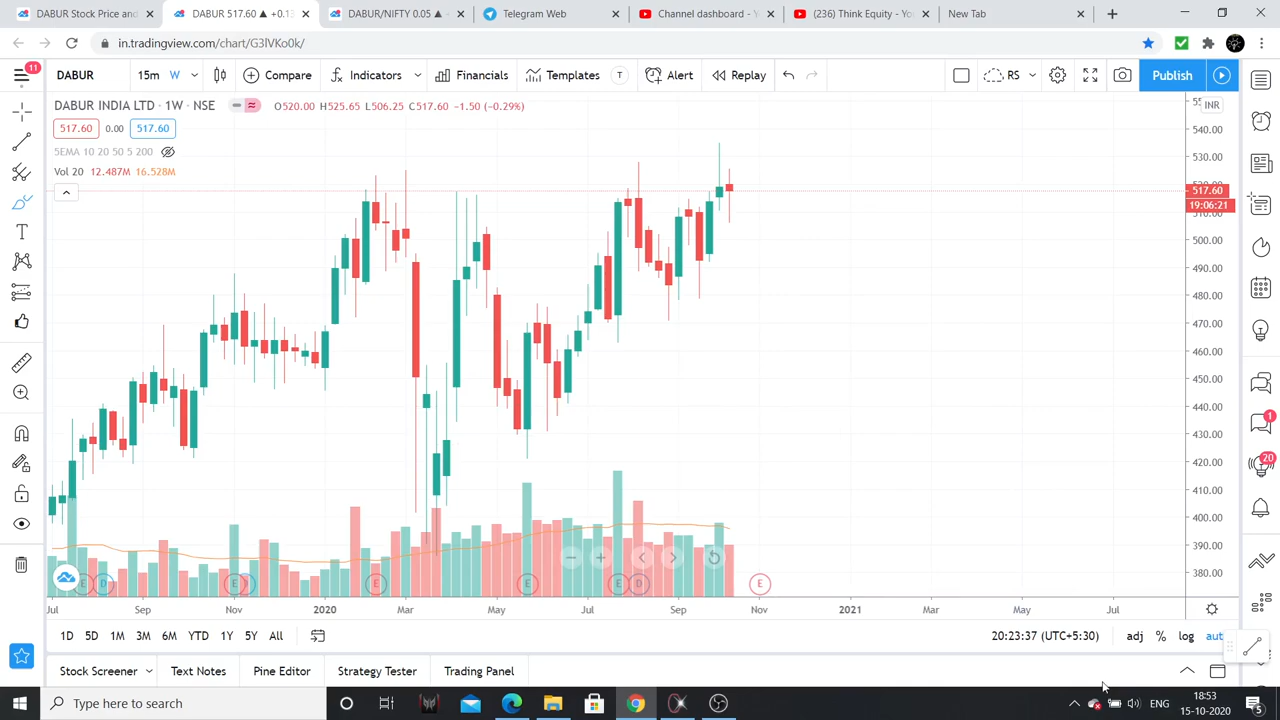 DABUR Stock Price and
DABUR 517.60 ▲ +0.1
DABUR/NIFTY 0.05 ▲
Telegram Web
Channel dashboard - Y
(236) Think Equity - Yo
New Tab
in.tradingview.com/chart/G3lVKo0k/
11
DABUR
15m
W
Compare
Indicators
Financials
Templates
T
Alert
Replay
RS
Publish
DABUR INDIA LTD · 1W · NSE
O520.00 H525.65 L506.25 C517.60 −1.50 (−0.29%)
INR
517.60
0.00
517.60
5EMA 10 20 50 5 200
Vol 20 12.487M 16.528M
540.00
530.00
517.60
19:06:21
510.00
500.00
490.00
480.00
470.00
460.00
450.00
440.00
430.00
420.00
410.00
400.00
390.00
380.00
1
20
E D E E E E D E
Jul Sep Nov 2020 Mar May Jul Sep Nov 2021 Mar May Jul
1D 5D 1M 3M 6M YTD 1Y 5Y All
20:23:37 (UTC+5:30)
adj % log auto
Stock Screener
Text Notes
Pine Editor
Strategy Tester
Trading Panel
Type here to search
ENG
18:53
15-10-2020
5